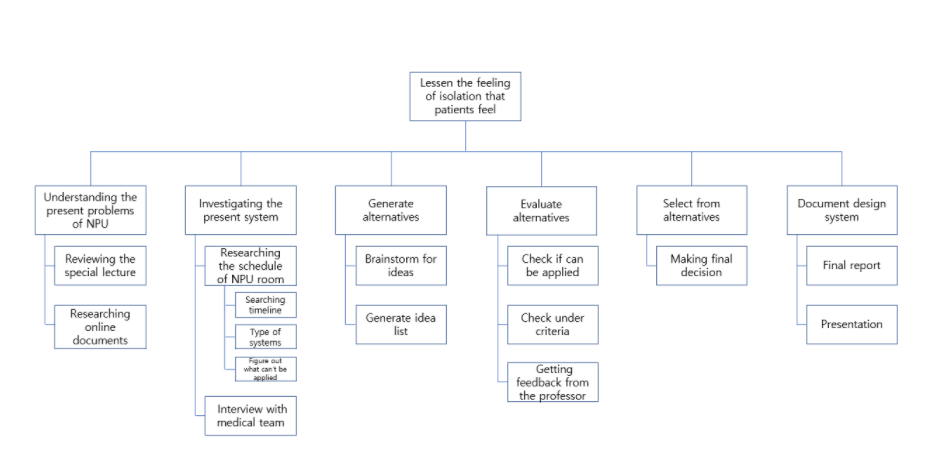 Lessen the feeling
of isolation that
patients feel
Understanding the
present problems
of NPU
Reviewing the
special lecture
Researching
online
documents
Investigating the
present system
Researching
the schedule
of NPU room
Searching
timeline
Type of
systems
Figure out
what can't be
applied
Interview with
medical team
Generate
alternatives
Brainstorm for
ideas
Generate idea
list
Evaluate
alternatives
Check if can
be applied
Check under
criteria
Getting
feedback from
the professor
Select from
alternatives
Making final
decision
Document design
system
Final report
Presentation